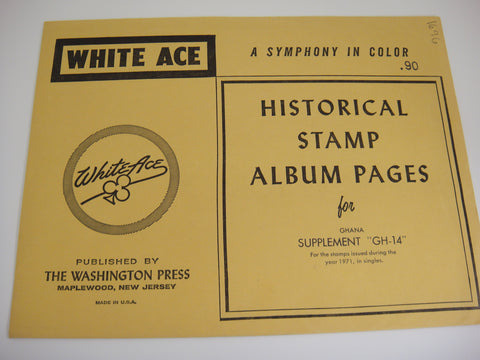 WHITE ACE
A SYMPHONY IN COLOR
.90
1696
HISTORICAL
STAMP
ALBUM PAGES
for
GHANA
SUPPLEMENT "GH-14"
For the stamps issued during the
year 1971, in singles.
White Ace
PUBLISHED BY
THE WASHINGTON PRESS
MAPLEWOOD, NEW JERSEY
MADE IN U.S.A.